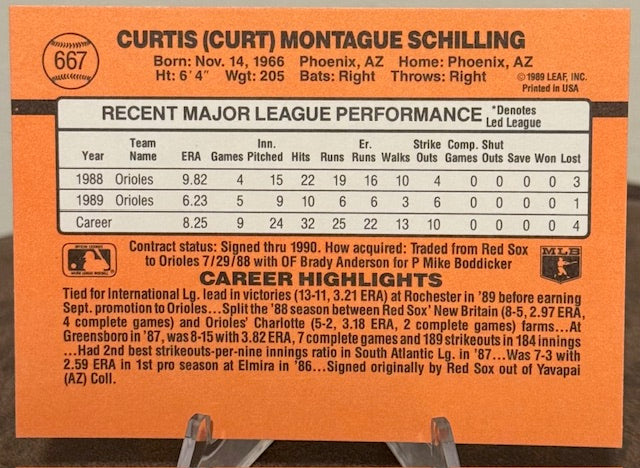 667
CURTIS (CURT) MONTAGUE SCHILLING
Born: Nov. 14, 1966 Phoenix, AZ Home: Phoenix, AZ
Ht: 6' 4" Wgt: 205 Bats: Right Throws: Right
©1989 LEAF, INC.
Printed in USA
RECENT MAJOR LEAGUE PERFORMANCE *Denotes Led League
Year Team Name ERA Games Inn. Pitched Hits Runs Er. Runs Walks Strike Outs Comp. Games Shut Outs Save Won Lost
1988 Orioles 9.82 4 15 22 19 16 10 4 0 0 0 0 3
1989 Orioles 6.23 5 9 10 6 6 3 6 0 0 0 0 1
Career 8.25 9 24 32 25 22 13 10 0 0 0 0 4
Contract status: Signed thru 1990. How acquired: Traded from Red Sox
to Orioles 7/29/88 with OF Brady Anderson for P Mike Boddicker
MLB
CAREER HIGHLIGHTS
Tied for International Lg. lead in victories (13-11, 3.21 ERA) at Rochester in '89 before earning
Sept. promotion to Orioles...Split the '88 season between Red Sox' New Britain (8-5, 2.97 ERA,
4 complete games) and Orioles' Charlotte (5-2, 3.18 ERA, 2 complete games) farms...At
Greensboro in '87, was 8-15 with 3.82 ERA, 7 complete games and 189 strikeouts in 184 innings
...Had 2nd best strikeouts-per-nine innings ratio in South Atlantic Lg. in '87...Was 7-3 with
2.59 ERA in 1st pro season at Elmira in '86...Signed originally by Red Sox out of Yavapai
(AZ) Coll.